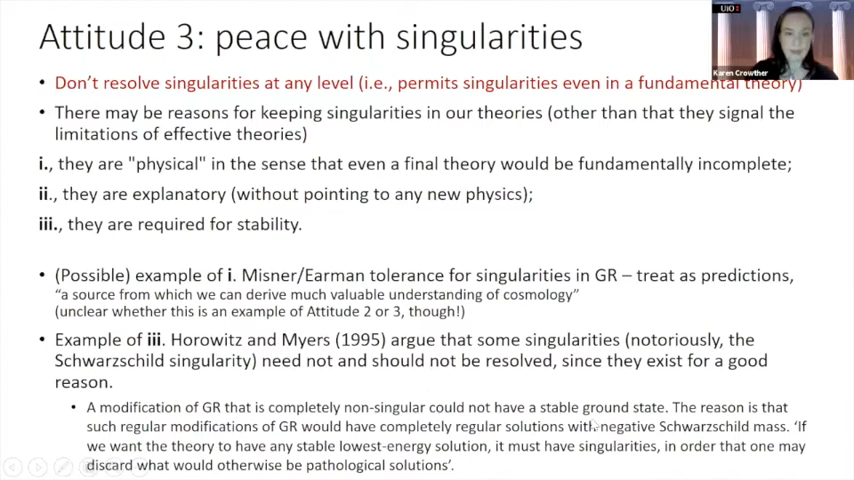 Attitude 3: peace with singularities
UiO
Karen Crowther
• Don't resolve singularities at any level (i.e., permits singularities even in a fundamental theory)
• There may be reasons for keeping singularities in our theories (other than that they signal the
limitations of effective theories)
i., they are "physical" in the sense that even a final theory would be fundamentally incomplete;
ii., they are explanatory (without pointing to any new physics);
iii., they are required for stability.
• (Possible) example of i. Misner/Earman tolerance for singularities in GR – treat as predictions,
“a source from which we can derive much valuable understanding of cosmology”
(unclear whether this is an example of Attitude 2 or 3, though!)
• Example of iii. Horowitz and Myers (1995) argue that some singularities (notoriously, the
Schwarzschild singularity) need not and should not be resolved, since they exist for a good
reason.
• A modification of GR that is completely non-singular could not have a stable ground state. The reason is that
such regular modifications of GR would have completely regular solutions with negative Schwarzschild mass. ‘If
we want the theory to have any stable lowest-energy solution, it must have singularities, in order that one may
discard what would otherwise be pathological solutions’.